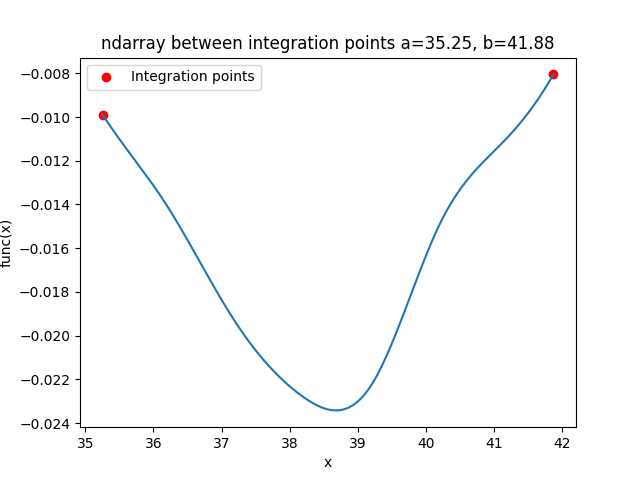 ndarray between integration points a=35.25, b=41.88
Integration points
−0.008
−0.010
−0.012
−0.014
−0.016
−0.018
−0.020
−0.022
−0.024
func(x)
35 36 37 38 39 40 41 42
x